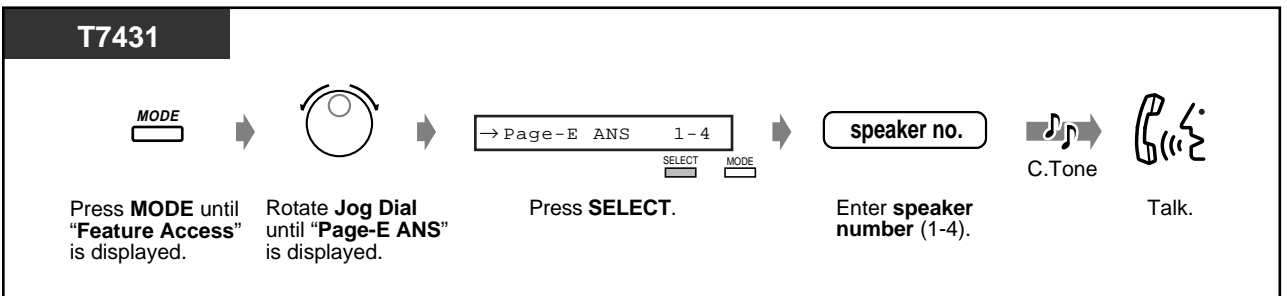 T7431
MODE
→Page-E ANS 1-4
SELECT MODE
speaker no.
C.Tone
Press MODE until
“Feature Access”
is displayed.
Rotate Jog Dial
until “Page-E ANS”
is displayed.
Press SELECT.
Enter speaker
number (1-4).
Talk.